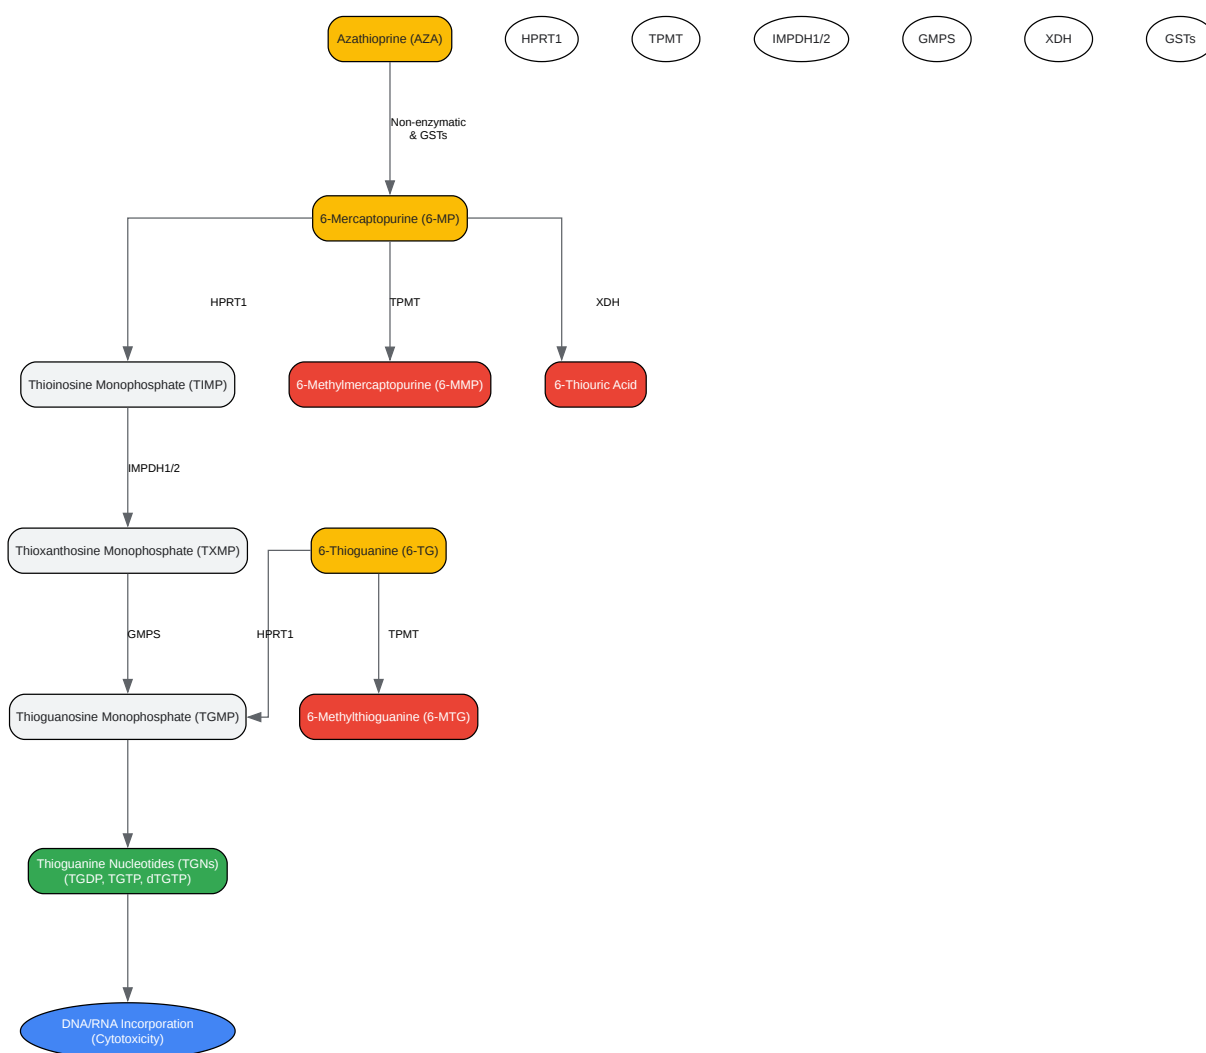 Azathioprine (AZA)
HPRT1
TPMT
IMPDH1/2
GMPS
XDH
GSTs
Non-enzymatic
& GSTs
6-Mercaptopurine (6-MP)
HPRT1
TPMT
XDH
Thioinosine Monophosphate (TIMP)
6-Methylmercaptopurine (6-MMP)
6-Thiouric Acid
IMPDH1/2
Thioxanthosine Monophosphate (TXMP)
6-Thioguanine (6-TG)
GMPS
HPRT1
TPMT
Thioguanosine Monophosphate (TGMP)
6-Methylthioguanine (6-MTG)
Thioguanine Nucleotides (TGNs)
(TGDP, TGTP, dTGTP)
DNA/RNA Incorporation
(Cytotoxicity)